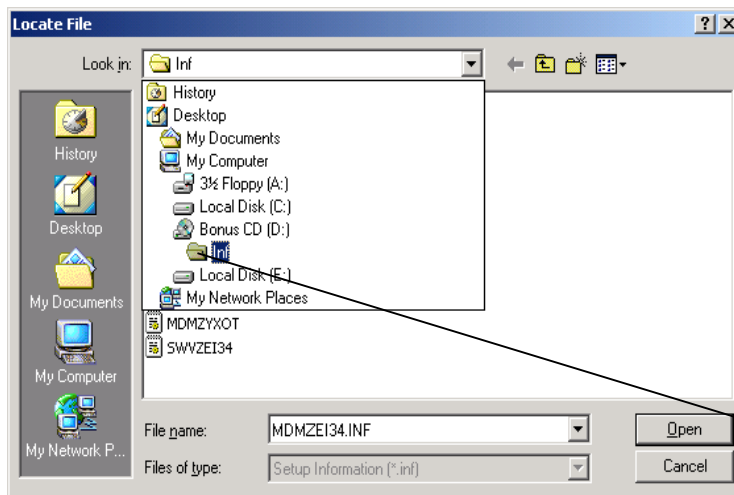 Locate File
Look in: Inf
History
Desktop
My Documents
My Computer
3½ Floppy (A:)
Local Disk (C:)
Bonus CD (D:)
Inf
Local Disk (E:)
My Network Places
MDMZYXOT
SWVZEI34
History
Desktop
My Documents
My Computer
My Network P...
File name: MDMZEI34.INF
Open
Files of type: Setup Information (*.inf)
Cancel